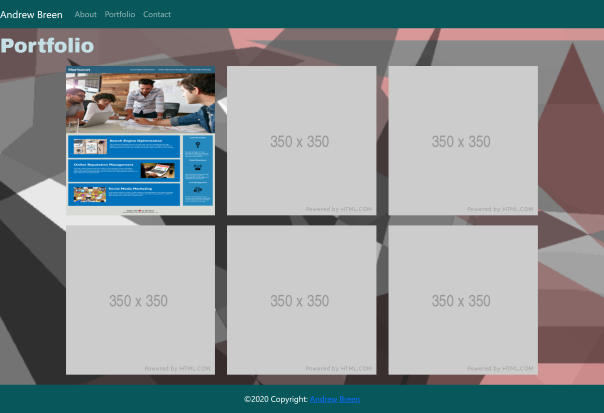 Andrew Breen About Portfolio Contact
Portfolio
Search Engine Optimization
Online Reputation Management
Social Media Marketing
350 x 350
Powered by HTML.COM
350 x 350
Powered by HTML.COM
350 x 350
Powered by HTML.COM
350 x 350
Powered by HTML.COM
350 x 350
Powered by HTML.COM
©2020 Copyright: Andrew Breen